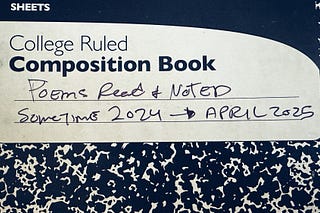 SHEETS
College Ruled
Composition Book
Poems Read & Noted
Sometime 2024 → April 2025